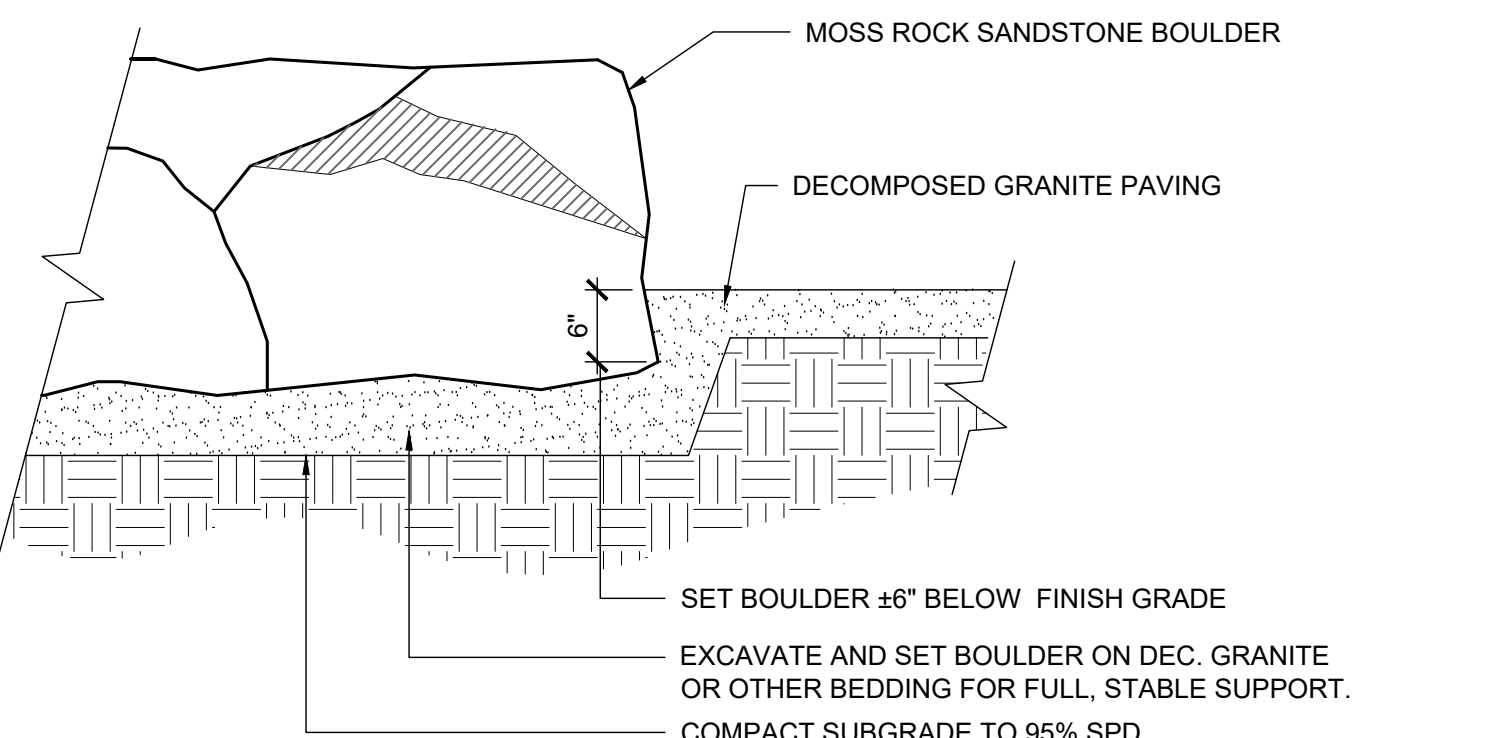 MOSS ROCK SANDSTONE BOULDER
DECOMPOSED GRANITE PAVING
6"
SET BOULDER ±6" BELOW FINISH GRADE
EXCAVATE AND SET BOULDER ON DEC. GRANITE
OR OTHER BEDDING FOR FULL, STABLE SUPPORT.
COMPACT SUBGRADE TO 95% SPD